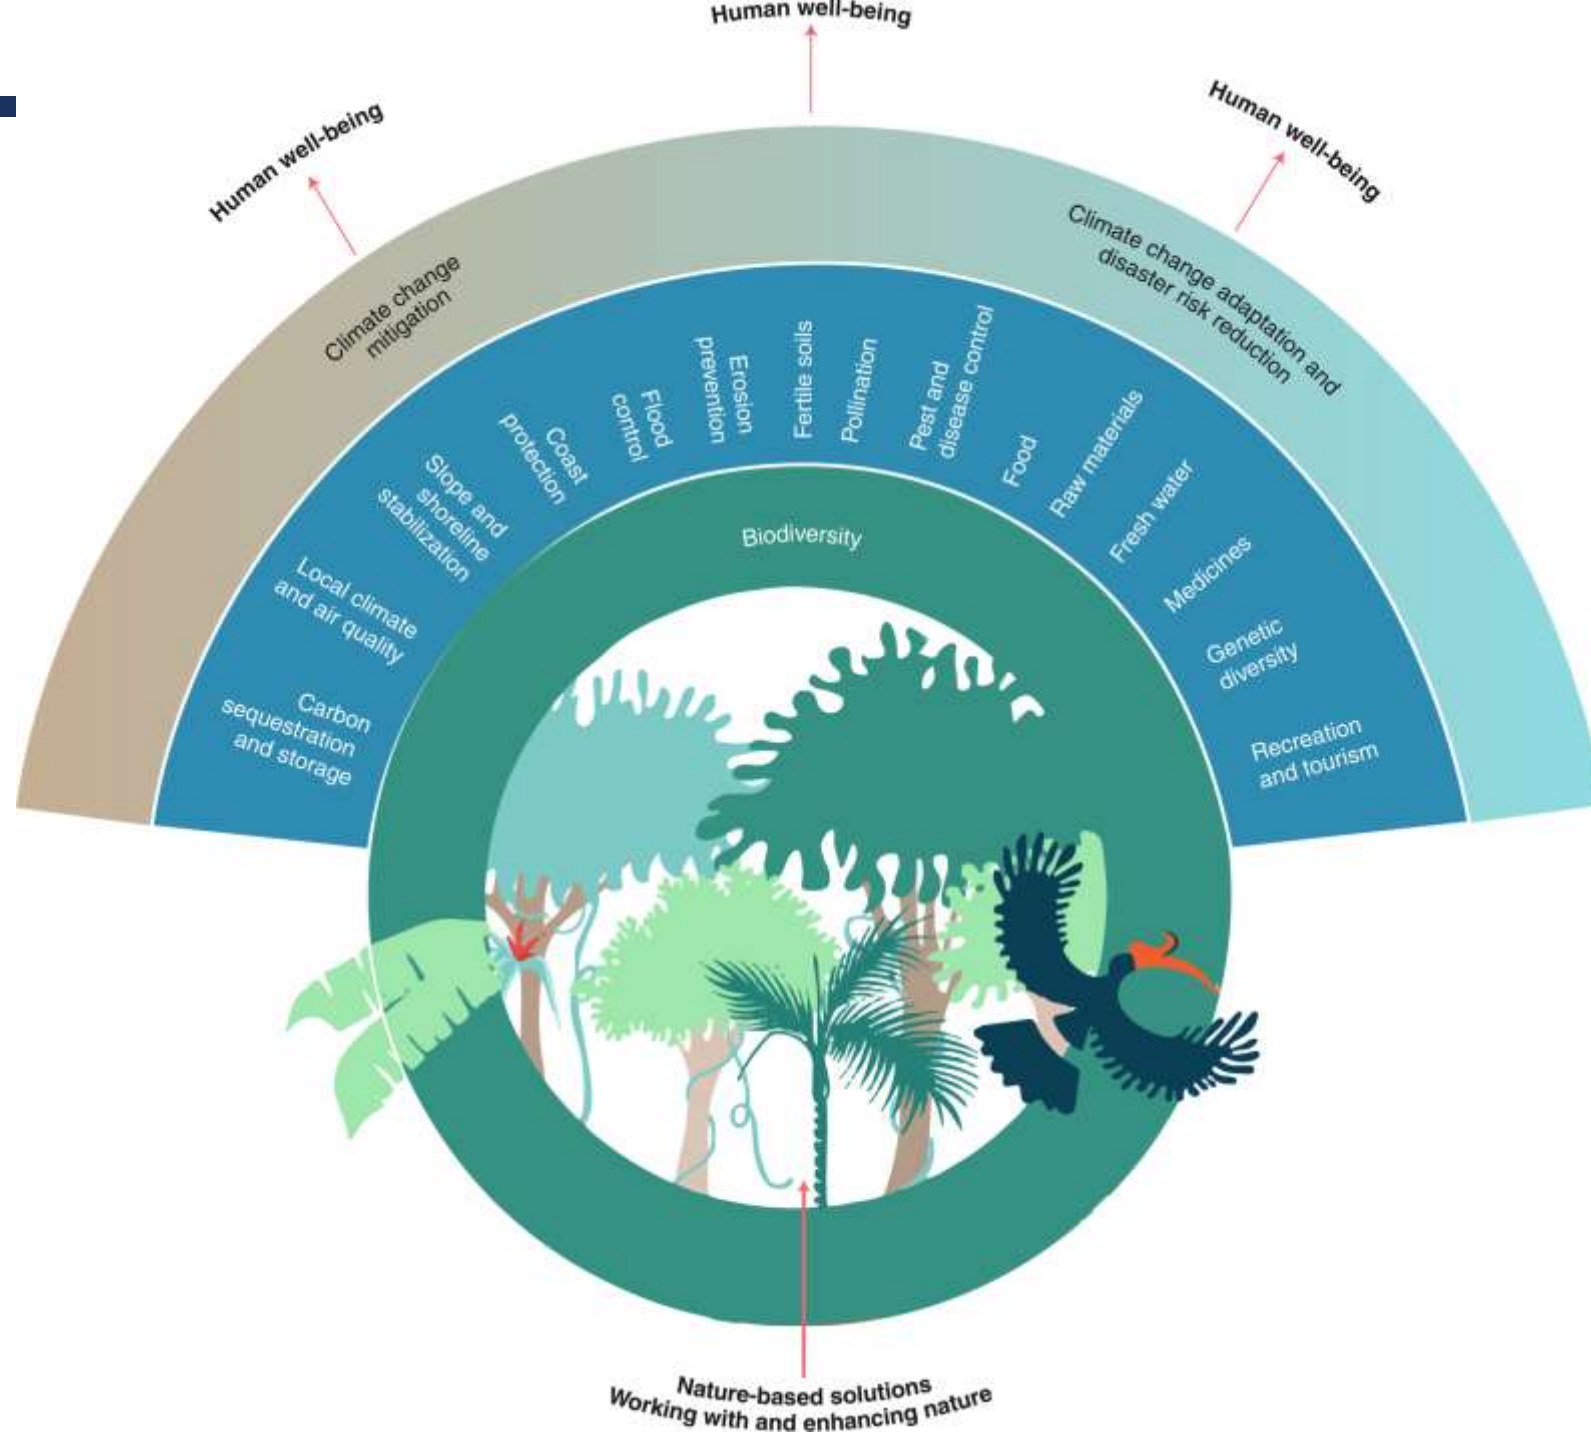 Human well-being
Human well-being
Human well-being
Climate change
mitigation
Climate change adaptation and
disaster risk reduction
Carbon
sequestration
and storage
Local climate
and air quality
Slope and
shoreline
stabilization
Coast
protection
Flood
control
Erosion
prevention
Fertile soils
Pollination
Pest and
disease control
Food
Raw materials
Fresh water
Medicines
Genetic
diversity
Recreation
and tourism
Biodiversity
Nature-based solutions
Working with and enhancing nature